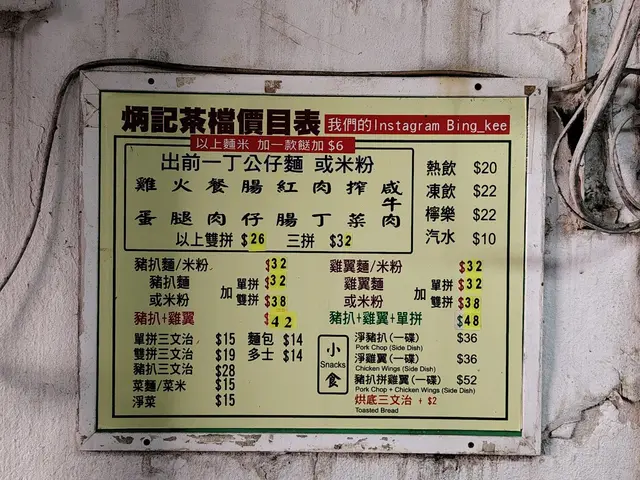 炳記茶檔價目表 我們的Instagram Bing_kee
以上麵米 加一款餸加 $6
出前一丁公仔麵 或米粉
雞蛋 火腿 餐肉 腸仔 紅腸 肉丁 搾菜 咸牛肉
以上雙拼 $26 三拼 $32
熱飲 $20
凍飲 $22
檸樂 $22
汽水 $10
豬扒麵/米粉 $32
豬扒麵或米粉 加 單拼 $32
雙拼 $38
豬扒+雞翼 $42
雞翼麵/米粉 $32
雞翼麵或米粉 加 單拼 $32
雙拼 $38
豬扒+雞翼+單拼 $48
單拼三文治 $15
雙拼三文治 $19
豬扒三文治 $28
菜麵/菜米 $15
淨菜 $15
麵包 $14
多士 $14
小食
Snacks
淨豬扒(一碟) $36
Pork Chop (Side Dish)
淨雞翼(一碟) $36
Chicken Wings (Side Dish)
豬扒拼雞翼(一碟) $52
Pork Chop + Chicken Wings (Side Dish)
烘底三文治 + $2
Toasted Bread